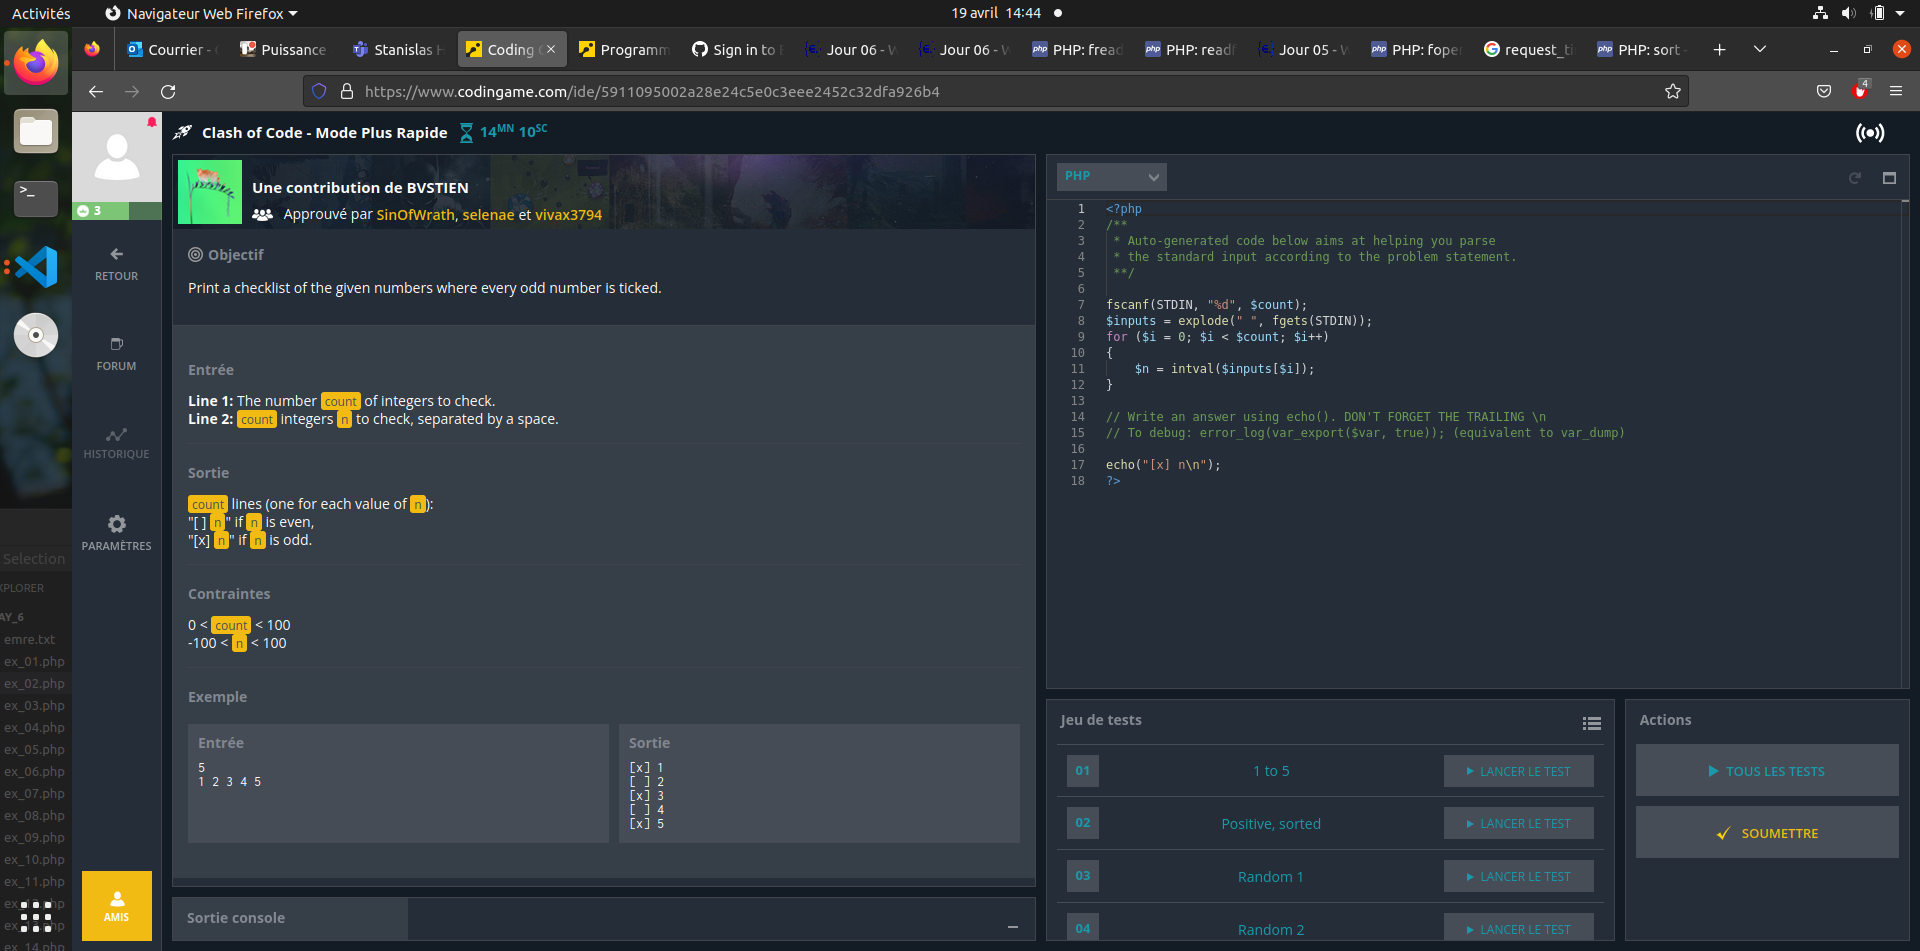 Activités
Navigateur Web Firefox
19 avril 14:44
Courrier -
Puissance
Stanislas H
Coding C
Programm
Sign in to
Jour 06 - W
Jour 06 - W
php PHP: fread
php PHP: readf
Jour 05 - W
php PHP: fope
request_ti
php PHP: sort -
https://www.codingame.com/ide/5911095002a28e24c5e0c3eee2452c32dfa926b4
4
Clash of Code - Mode Plus Rapide
14MN 10SC
3
RETOUR
FORUM
HISTORIQUE
PARAMÈTRES
AMIS
Selection
XPLORER
AY_6
emre.txt
ex_01.php
ex_02.php
ex_03.php
ex_04.php
ex_05.php
ex_06.php
ex_07.php
ex_08.php
ex_09.php
ex_10.php
ex_11.php
ex_14.php
Une contribution de BVSTIEN
Approuvé par SinOfWrath, selenae et vivax3794
Objectif
Print a checklist of the given numbers where every odd number is ticked.
Entrée
Line 1: The number count of integers to check.
Line 2: count integers n to check, separated by a space.
Sortie
count lines (one for each value of n):
"[ ] n" if n is even,
"[x] n" if n is odd.
Contraintes
0 < count < 100
-100 < n < 100
Exemple
Entrée
5
1 2 3 4 5
Sortie
[x] 1
[ ] 2
[x] 3
[ ] 4
[x] 5
Sortie console
PHP
1 <?php
2 /**
3 * Auto-generated code below aims at helping you parse
4 * the standard input according to the problem statement.
5 **/
6
7 fscanf(STDIN, "%d", $count);
8 $inputs = explode(" ", fgets(STDIN));
9 for ($i = 0; $i < $count; $i++)
10 {
11 $n = intval($inputs[$i]);
12 }
13
14 // Write an answer using echo(). DON'T FORGET THE TRAILING \n
15 // To debug: error_log(var_export($var, true)); (equivalent to var_dump)
16
17 echo("[x] n\n");
18 ?>
Jeu de tests
01 1 to 5 LANCER LE TEST
02 Positive, sorted LANCER LE TEST
03 Random 1 LANCER LE TEST
04 Random 2 LANCER LE TEST
Actions
TOUS LES TESTS
SOUMETTRE